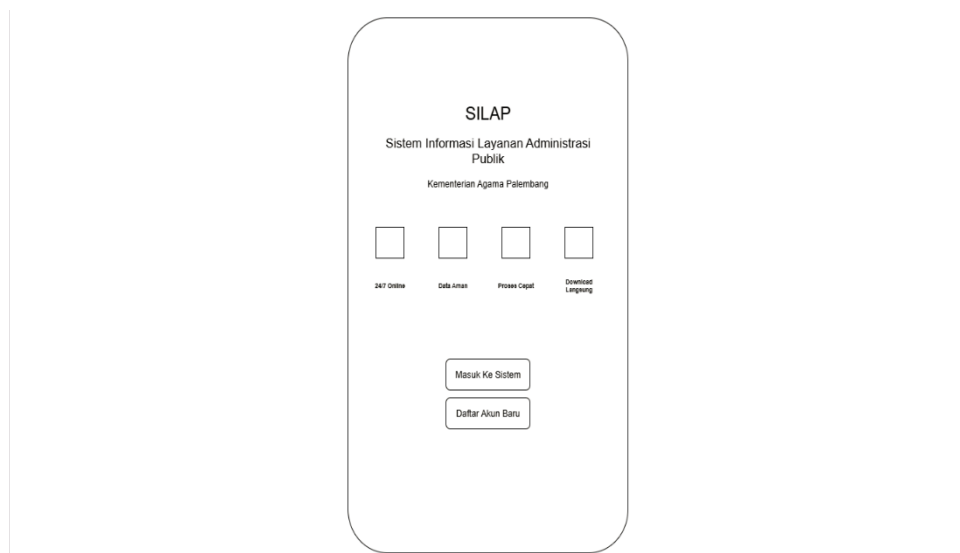 SILAP
Sistem Informasi Layanan Administrasi
Publik
Kementerian Agama Palembang
24/7 Online
Data Aman
Proses Cepat
Download
Langsung
Masuk Ke Sistem
Daftar Akun Baru